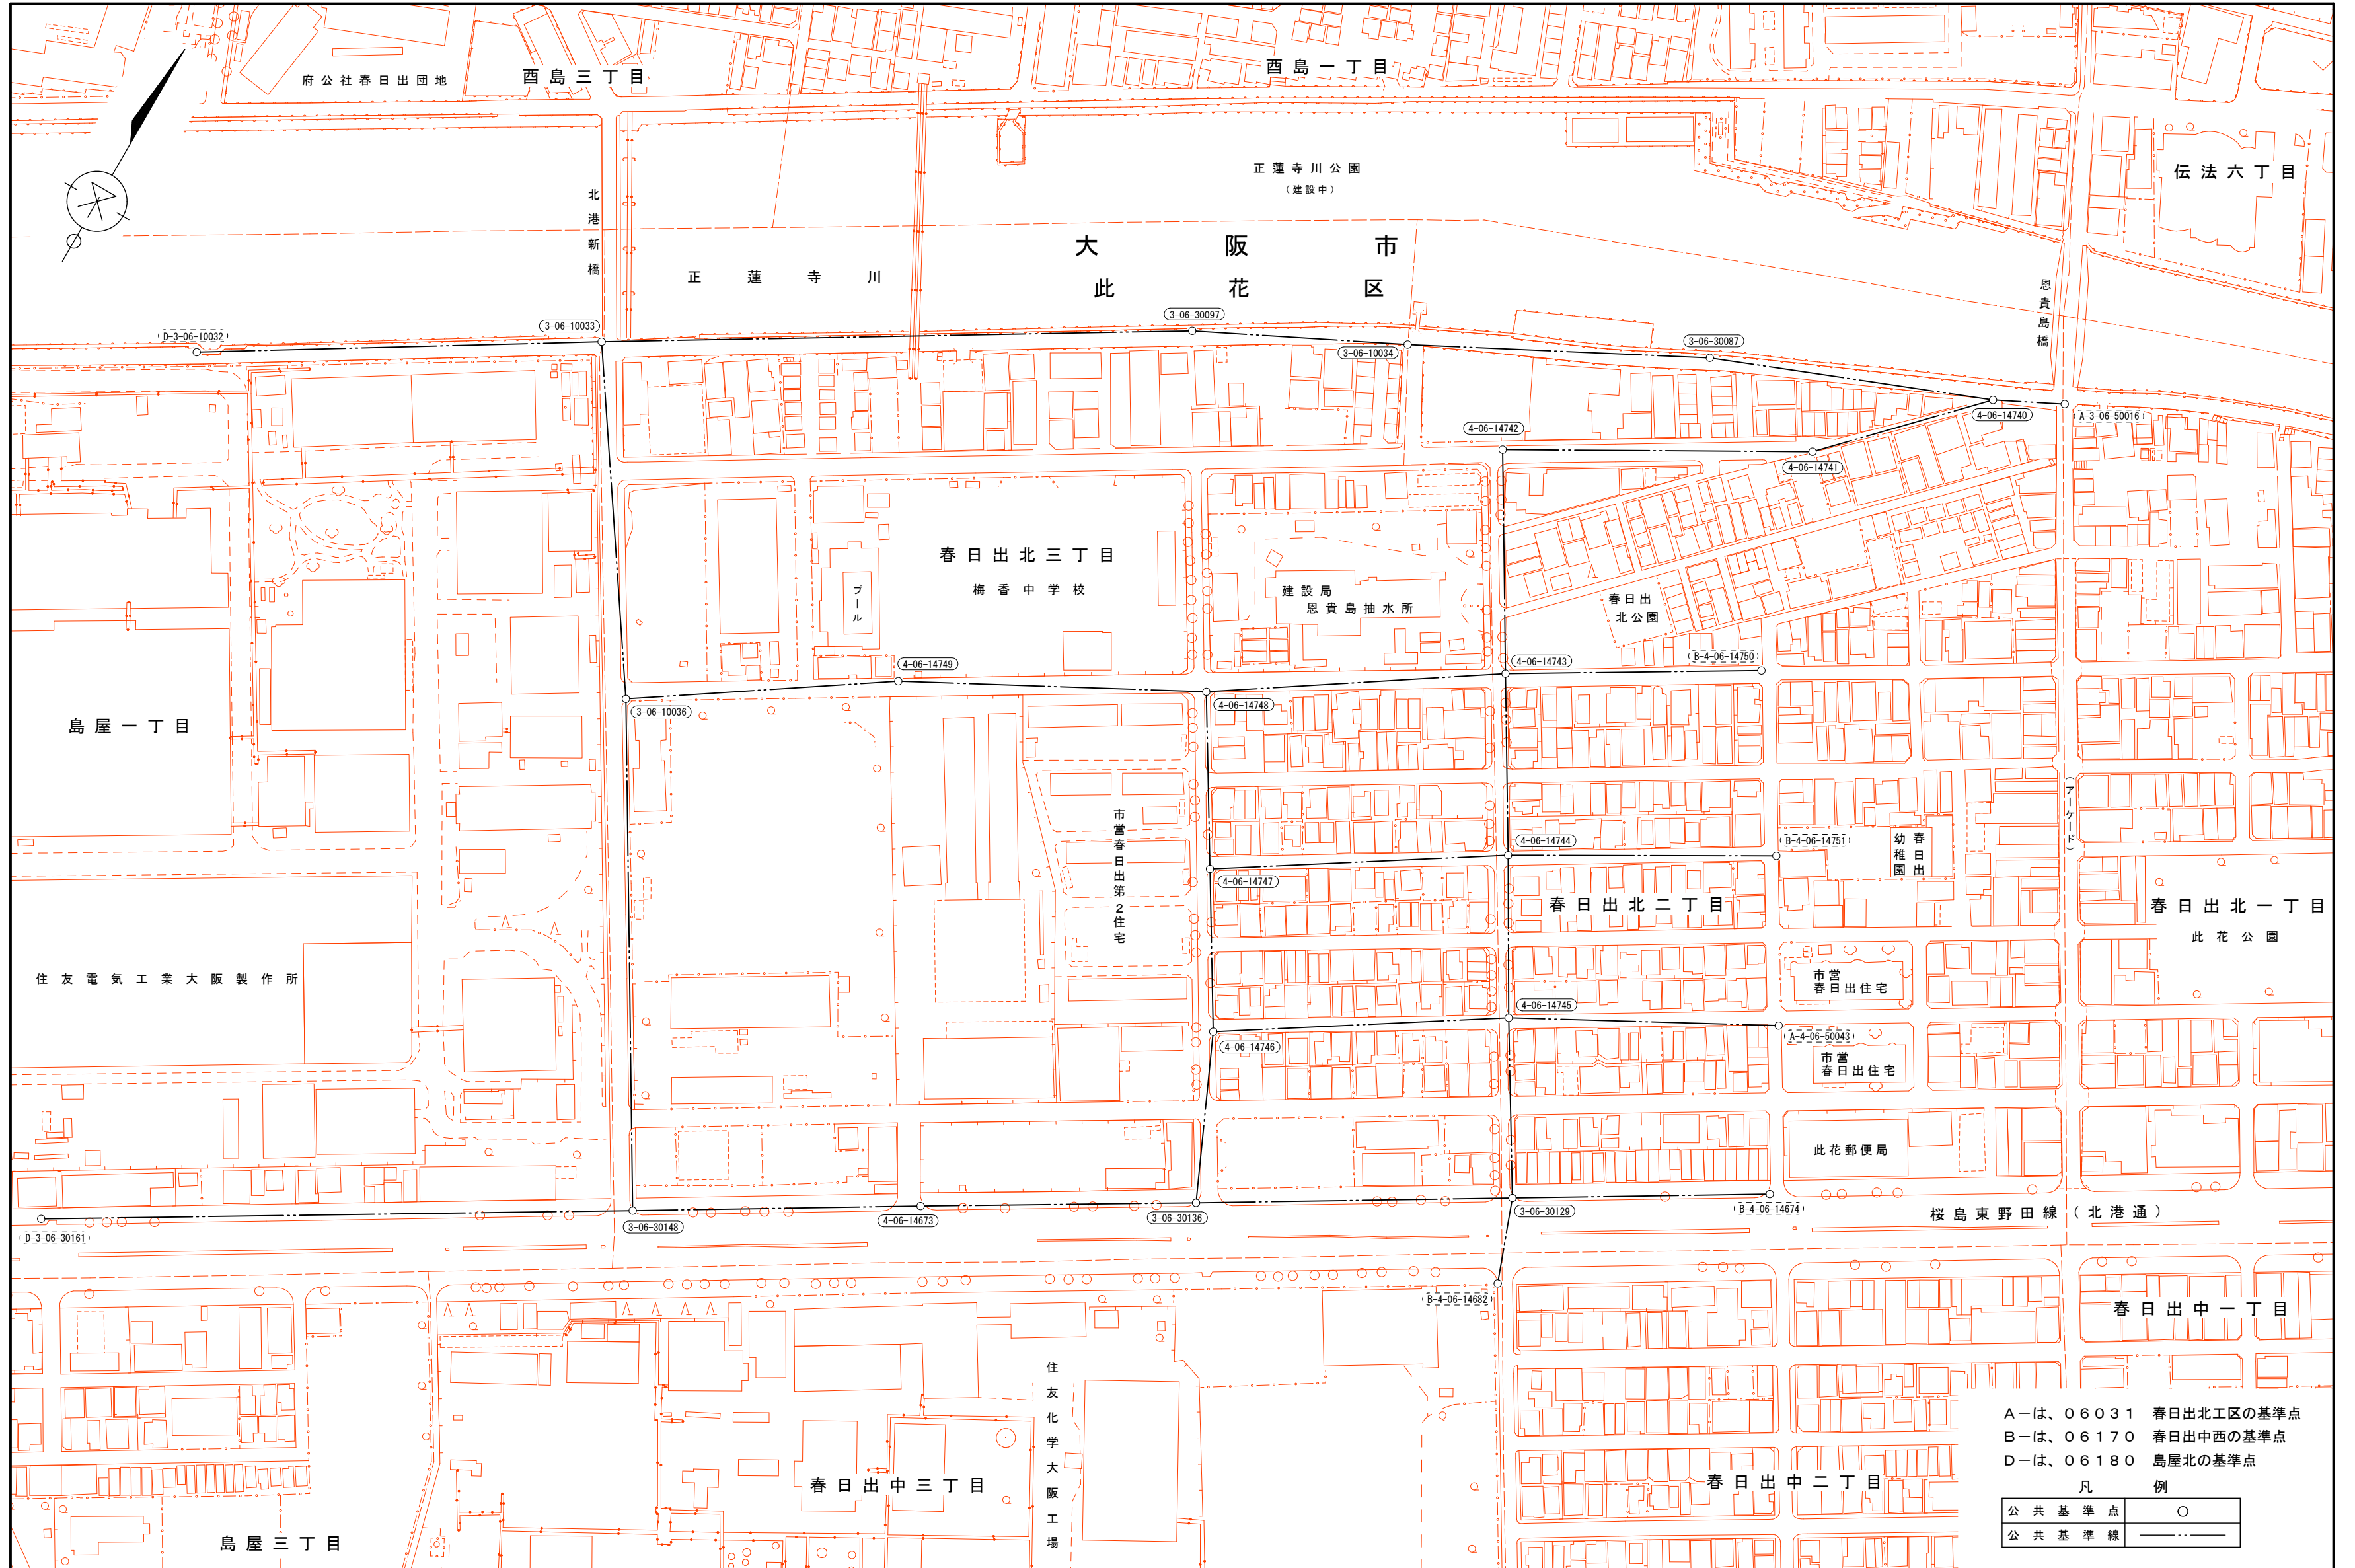 府公社春日出団地
酉島三丁目
酉島一丁目
伝法六丁目
正蓮寺川公園
（建設中）
北港新橋
正蓮寺川
大阪市
此花区
恩貴島橋
D-3-06-10032
3-06-10033
3-06-30097
3-06-10034
3-06-30087
4-06-14740
A-3-06-50016
4-06-14742
4-06-14741
春日出北三丁目
梅香中学校
プール
建設局
恩貴島抽水所
春日出
北公園
4-06-14749
4-06-14743
B-4-06-14750
3-06-10036
4-06-14748
島屋一丁目
市営春日出第2住宅
(アーケード)
4-06-14744
B-4-06-14751
春日出
幼稚園
4-06-14747
春日出北二丁目
春日出北一丁目
此花公園
住友電気工業大阪製作所
市営
春日出住宅
4-06-14745
4-06-14746
A-4-06-50043
市営
春日出住宅
此花郵便局
D-3-06-30161
3-06-30148
4-06-14673
3-06-30136
3-06-30129
B-4-06-14674
桜島東野田線（北港通）
B-4-06-14682
春日出中一丁目
住友化学大阪工場
春日出中三丁目
春日出中二丁目
島屋三丁目
A－は、06031　春日出北工区の基準点
B－は、06170　春日出中西の基準点
D－は、06180　島屋北の基準点
凡例
公共基準点　○
公共基準線